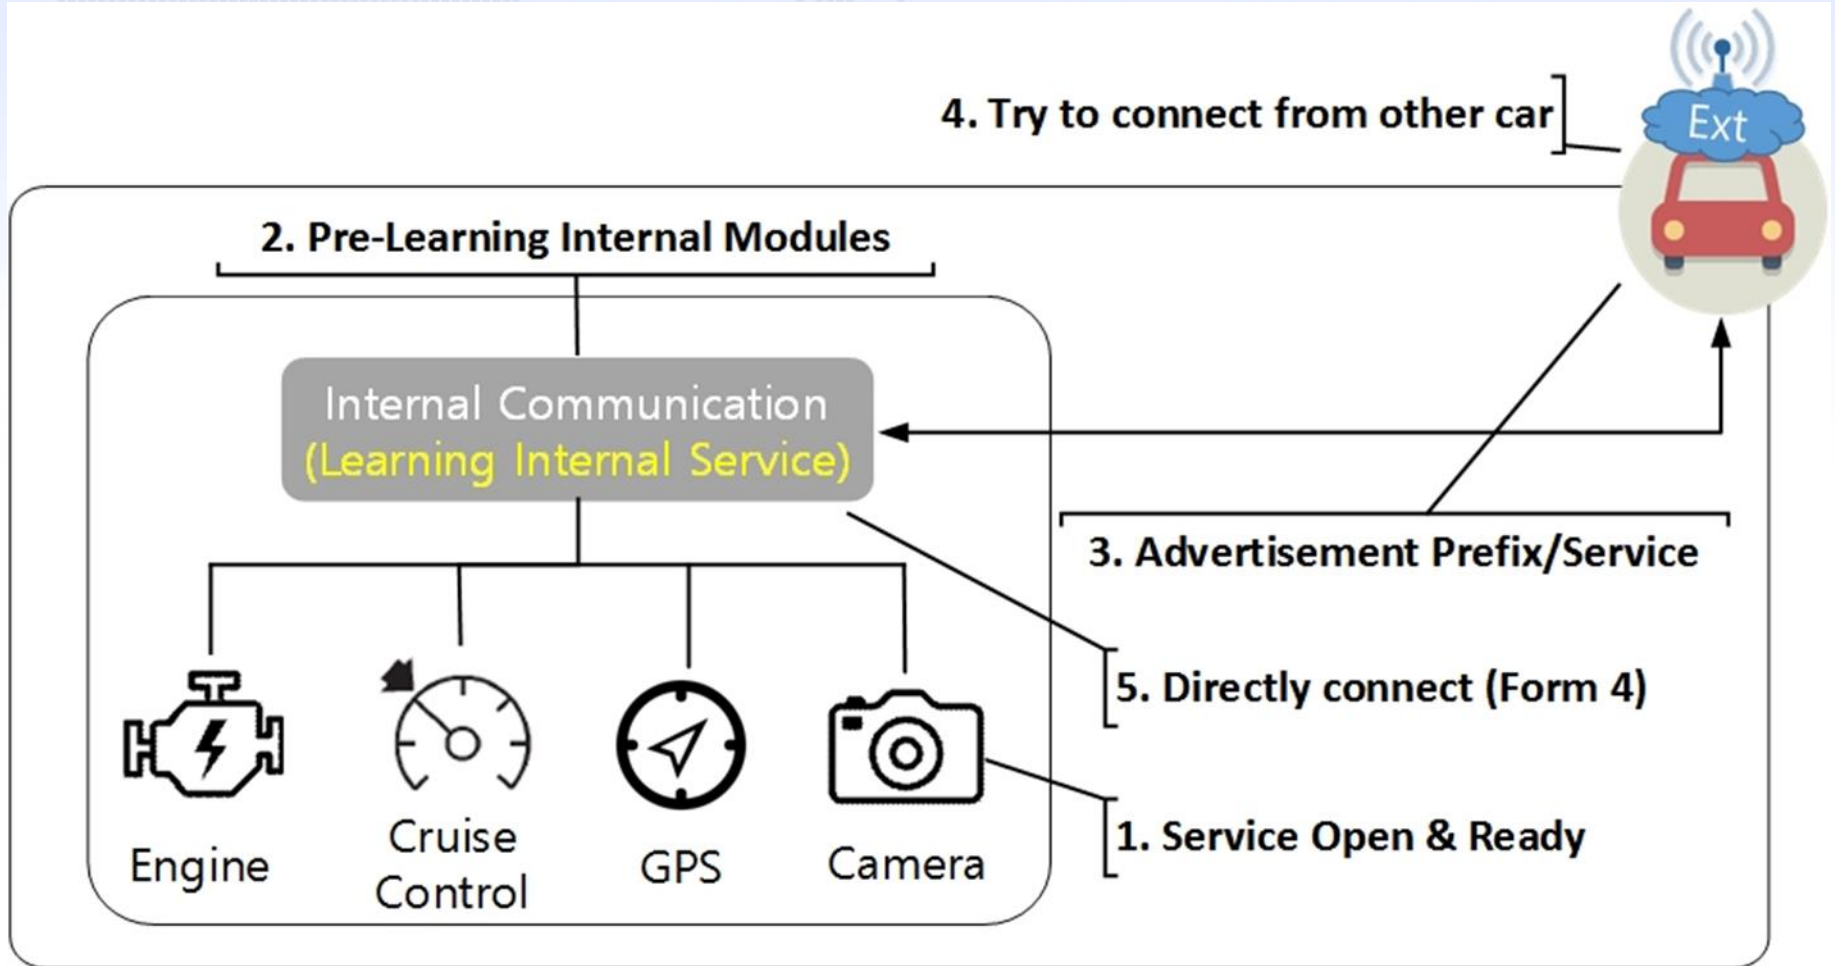 4. Try to connect from other car
Ext
2. Pre-Learning Internal Modules
Internal Communication
(Learning Internal Service)
3. Advertisement Prefix/Service
5. Directly connect (Form 4)
1. Service Open & Ready
Engine
Cruise
Control
GPS
Camera